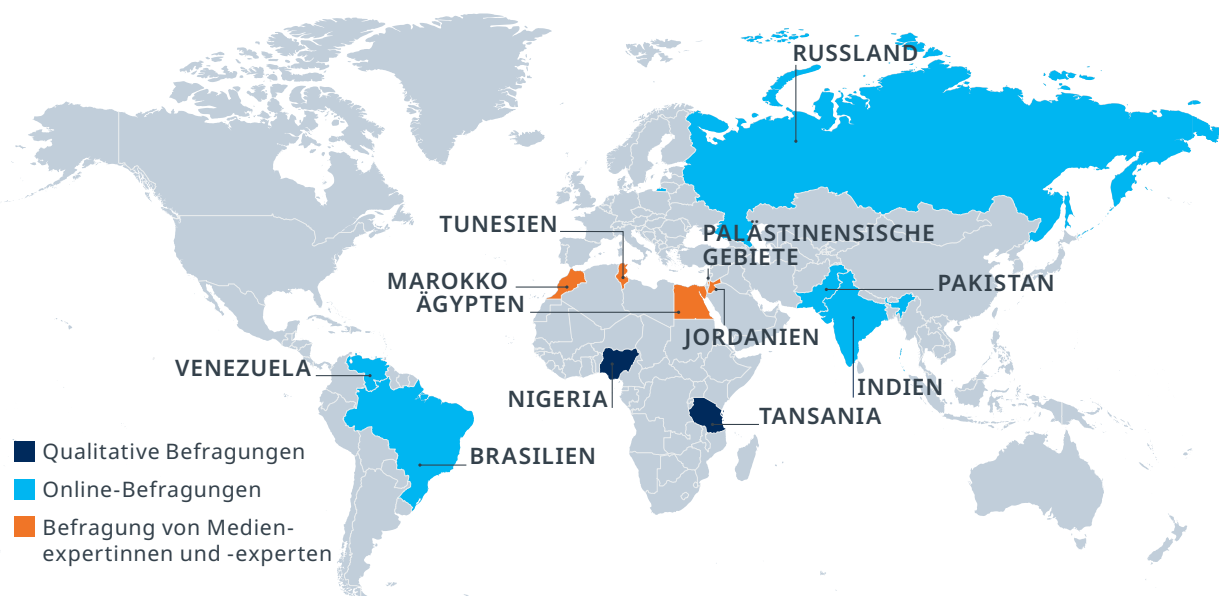 RUSSLAND
TUNESIEN
PALÄSTINENSISCHE
GEBIETE
MAROKKO
ÄGYPTEN
PAKISTAN
JORDANIEN
VENEZUELA
NIGERIA
INDIEN
TANSANIA
BRASILIEN
Qualitative Befragungen
Online-Befragungen
Befragung von Medien-
expertinnen und -experten